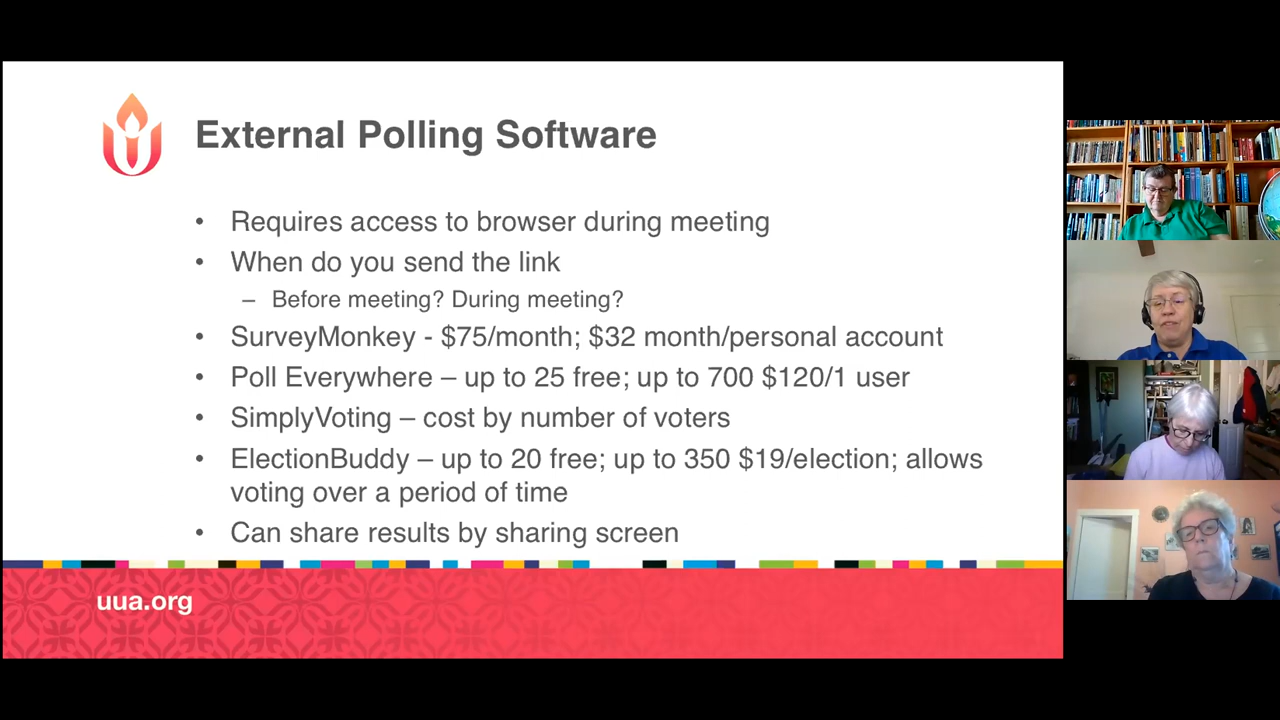 External Polling Software
• Requires access to browser during meeting
• When do you send the link
– Before meeting? During meeting?
• SurveyMonkey - $75/month; $32 month/personal account
• Poll Everywhere – up to 25 free; up to 700 $120/1 user
• SimplyVoting – cost by number of voters
• ElectionBuddy – up to 20 free; up to 350 $19/election; allows
voting over a period of time
• Can share results by sharing screen
uua.org